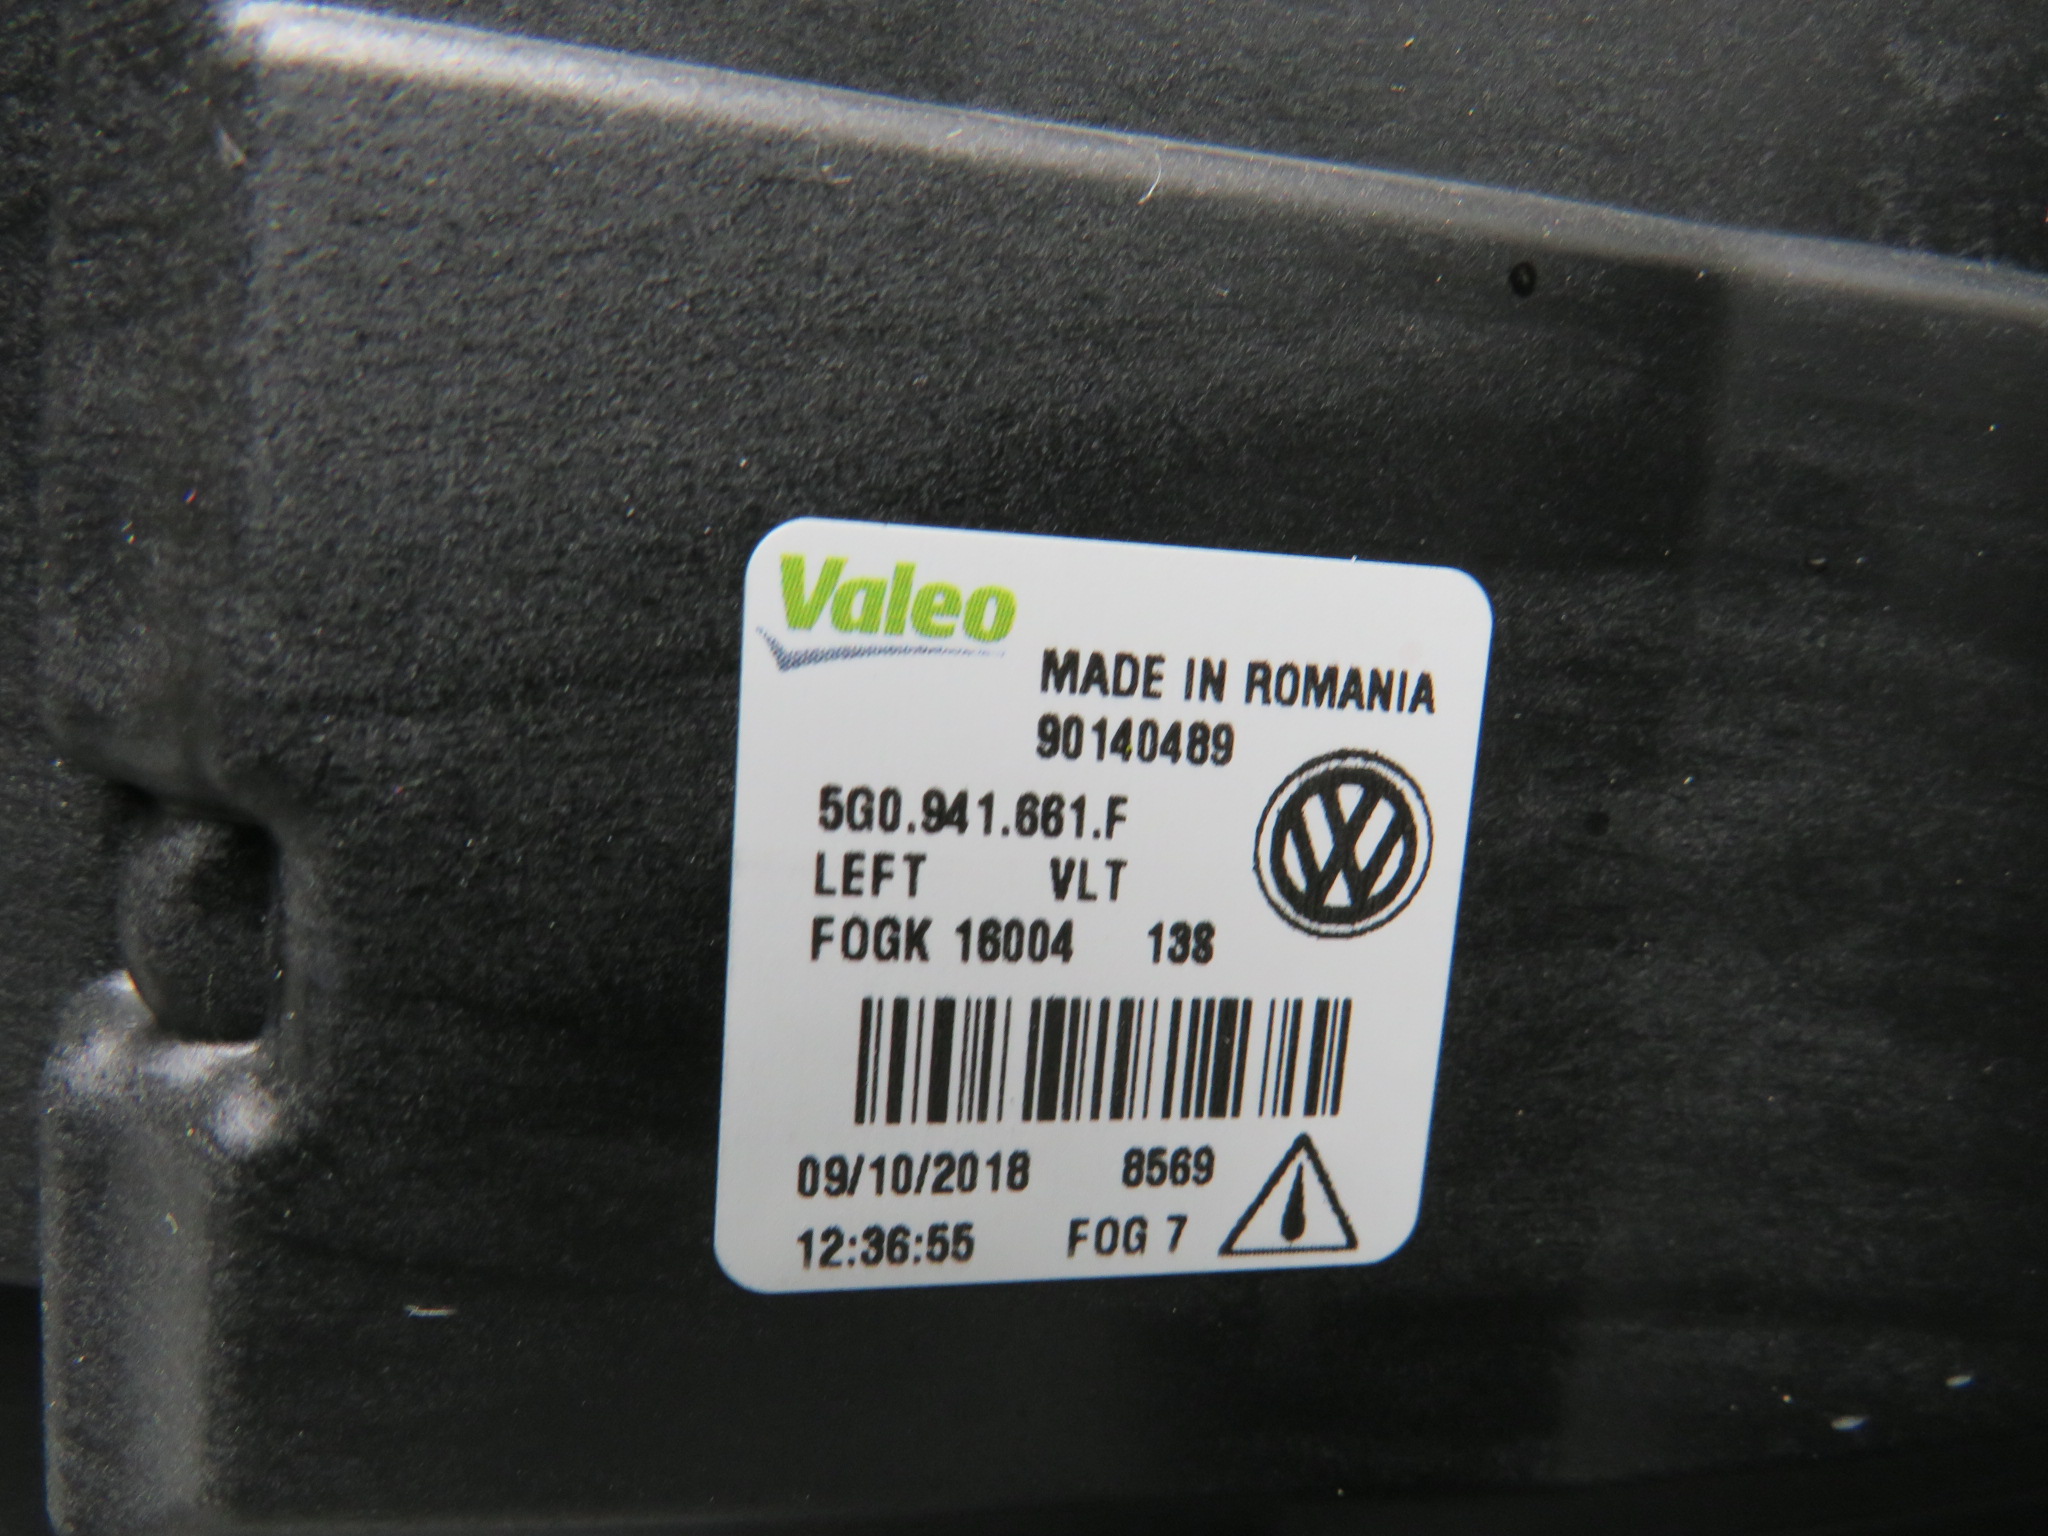 Valeo
MADE IN ROMANIA
90140489
5G0.941.661.F
LEFT VLT
FOGK 16004 138
09/10/2018 8569
12:36:55 FOG 7